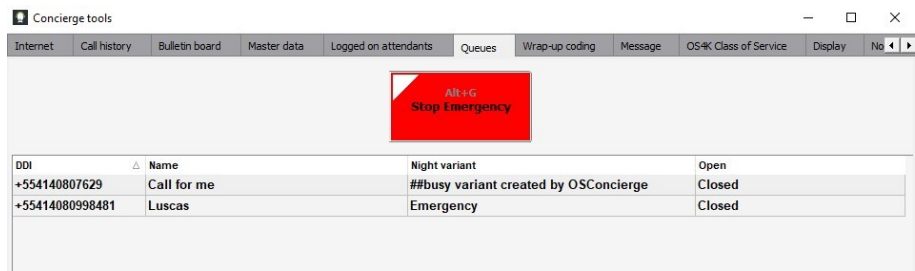 Concierge tools
Internet Call history Bulletin board Master data Logged on attendants Queues Wrap-up coding Message OS4K Class of Service Display No
Alt+G
Stop Emergency
DDI Name Night variant Open
+554140807629 Call for me ##busy variant created by OSConcierge Closed
+55414080998481 Luscas Emergency Closed